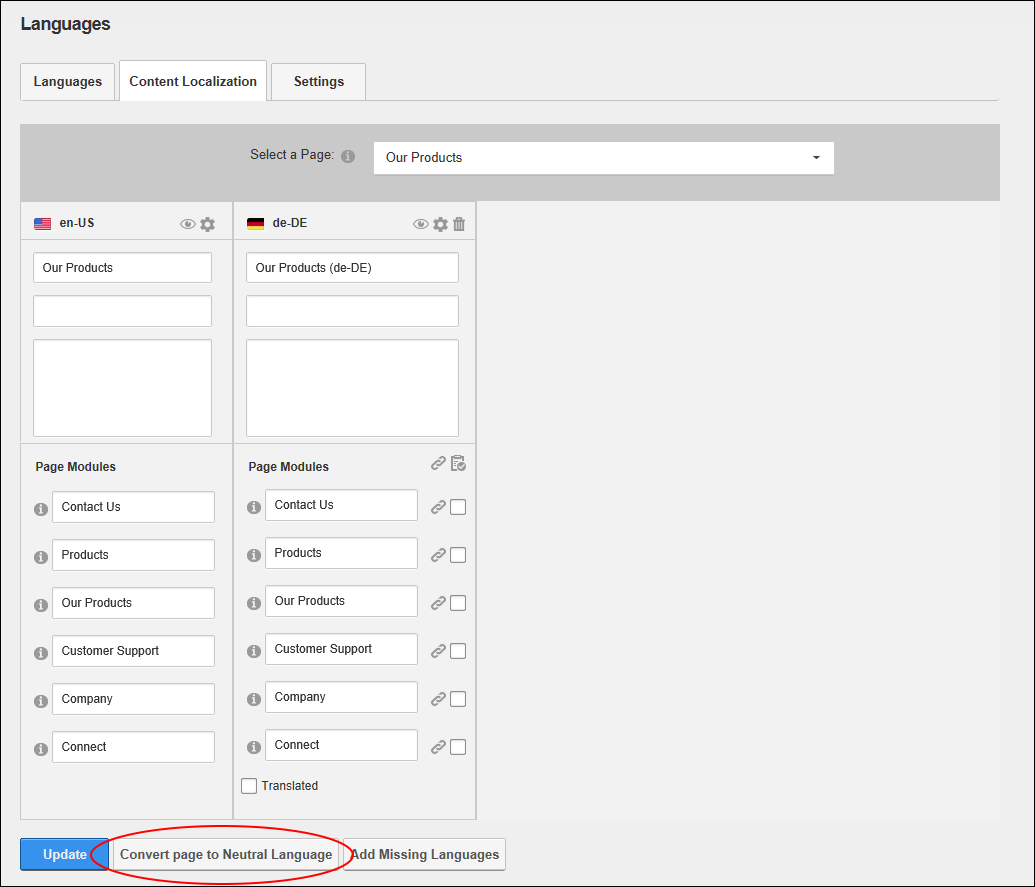 Languages
Languages Content Localization Settings
Select a Page: Our Products
en-US de-DE
Our Products Our Products (de-DE)
Page Modules Page Modules
Contact Us Contact Us
Products Products
Our Products Our Products
Customer Support Customer Support
Company Company
Connect Connect
Translated
Update Convert page to Neutral Language Add Missing Languages